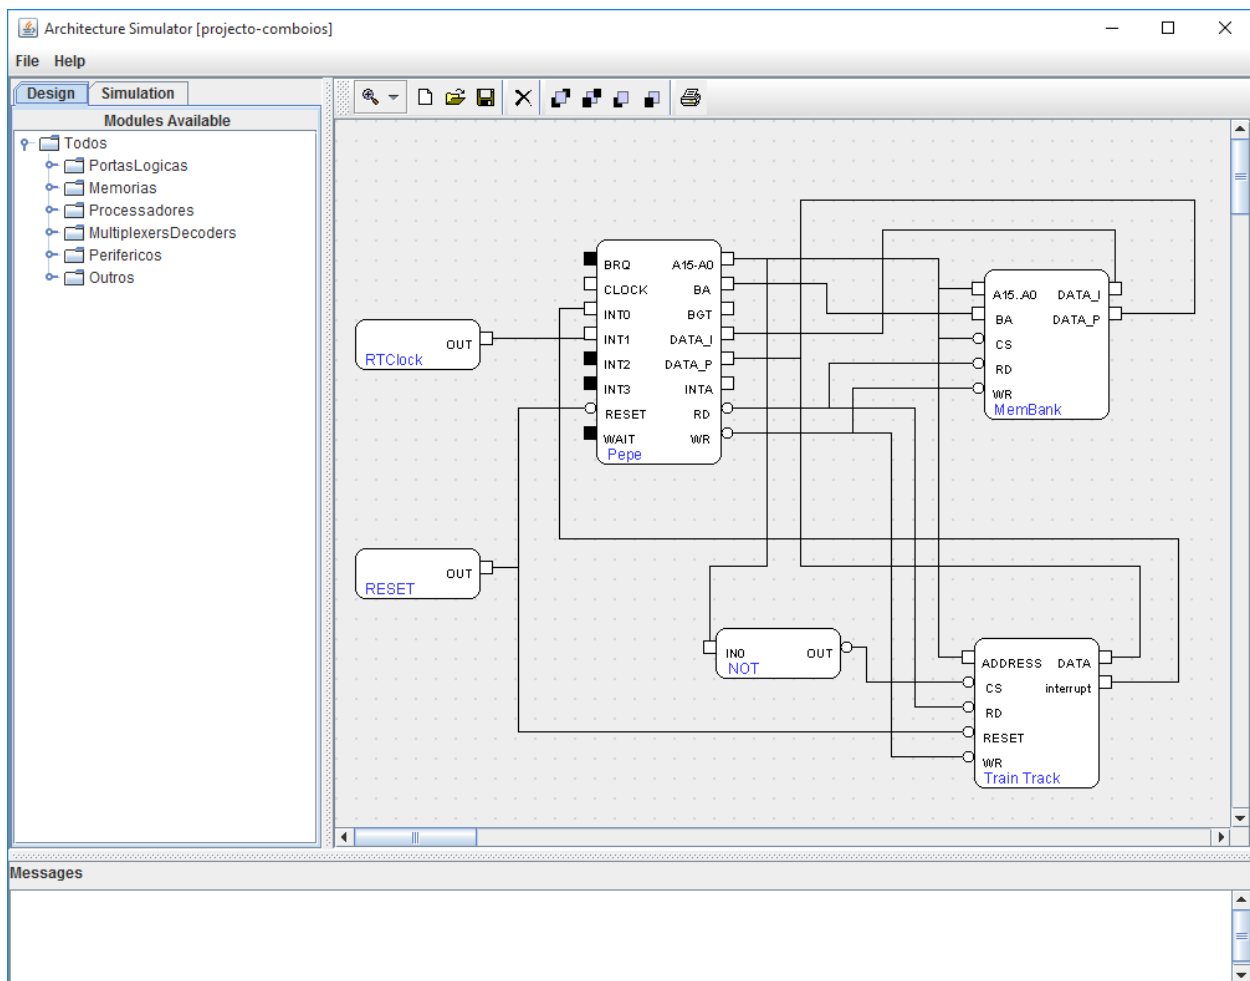 Architecture Simulator [projecto-comboios]
File Help
Design Simulation
Modules Available
Todos
PortasLogicas
Memorias
Processadores
MultiplexersDecoders
Perifericos
Outros
OUT
RTClock
OUT
RESET
BRQ A15-A0
CLOCK BA
INT0 BGT
INT1 DATA_I
INT2 DATA_P
INT3 INTA
RESET RD
WAIT WR
Pepe
A15..A0 DATA_I
BA DATA_P
CS
RD
WR
MemBank
IN0 OUT
NOT
ADDRESS DATA
CS interrupt
RD
RESET
WR
Train Track
Messages